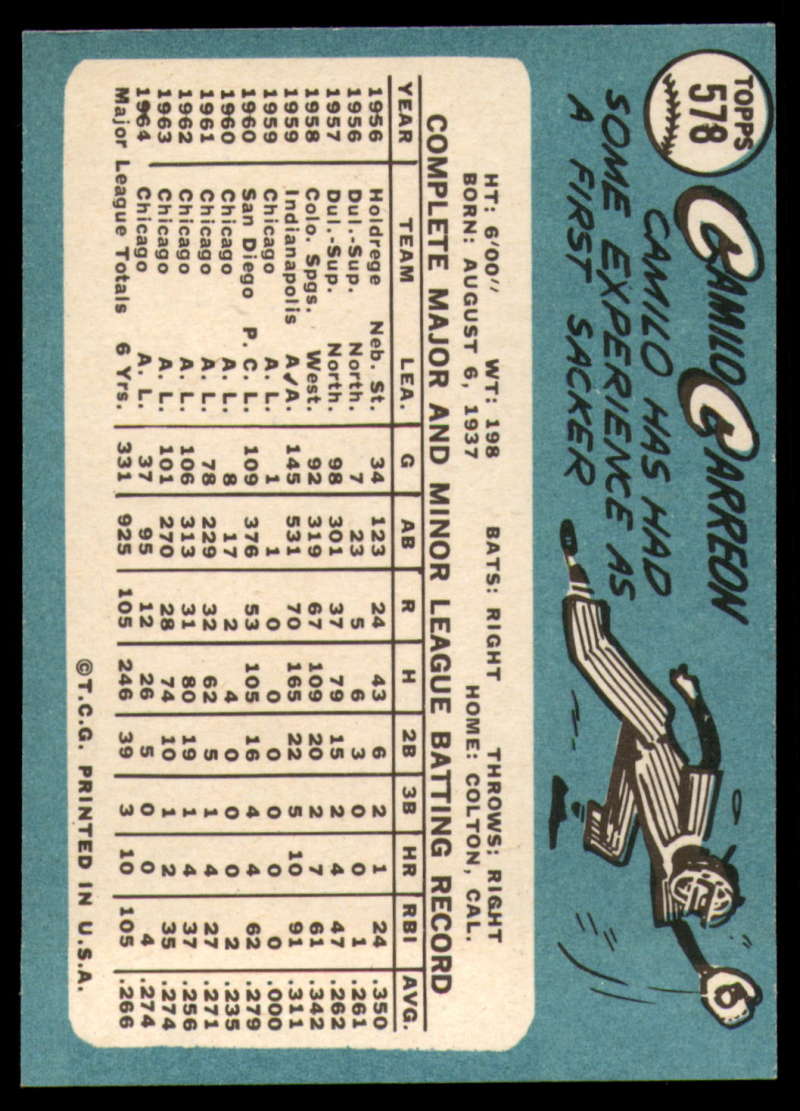 TOPPS
578
CAMILO CARREON
CAMILO HAS HAD
SOME EXPERIENCE AS
A FIRST SACKER
HT: 6'00" WT: 198 BATS: RIGHT THROWS: RIGHT
BORN: AUGUST 6, 1937 HOME: COLTON, CAL.
COMPLETE MAJOR AND MINOR LEAGUE BATTING RECORD
YEAR TEAM LEA. G AB R H 2B 3B HR RBI AVG.
1956 Holdrege Neb. St. 34 123 24 43 6 2 1 24 .350
1956 Dul.-Sup. North. 7 23 5 6 3 0 0 1 .261
1957 Dul.-Sup. North. 98 301 37 79 15 2 4 47 .262
1958 Colo. Spgs. West. 92 319 67 109 20 2 7 61 .342
1959 Indianapolis A.A. 145 531 70 165 22 5 10 91 .311
1959 Chicago A. L. 1 1 0 0 0 0 0 0 .000
1960 San Diego P. C. L. 109 376 53 105 16 4 4 62 .279
1960 Chicago A. L. 8 17 2 4 0 0 0 2 .235
1961 Chicago A. L. 78 229 32 62 5 1 4 27 .271
1962 Chicago A. L. 106 313 31 80 19 1 4 37 .256
1963 Chicago A. L. 101 270 28 74 10 1 2 35 .274
1964 Chicago A. L. 37 95 12 26 5 0 0 4 .274
Major League Totals 6 Yrs. 331 925 105 246 39 3 10 105 .266
©T.C.G. PRINTED IN U.S.A.